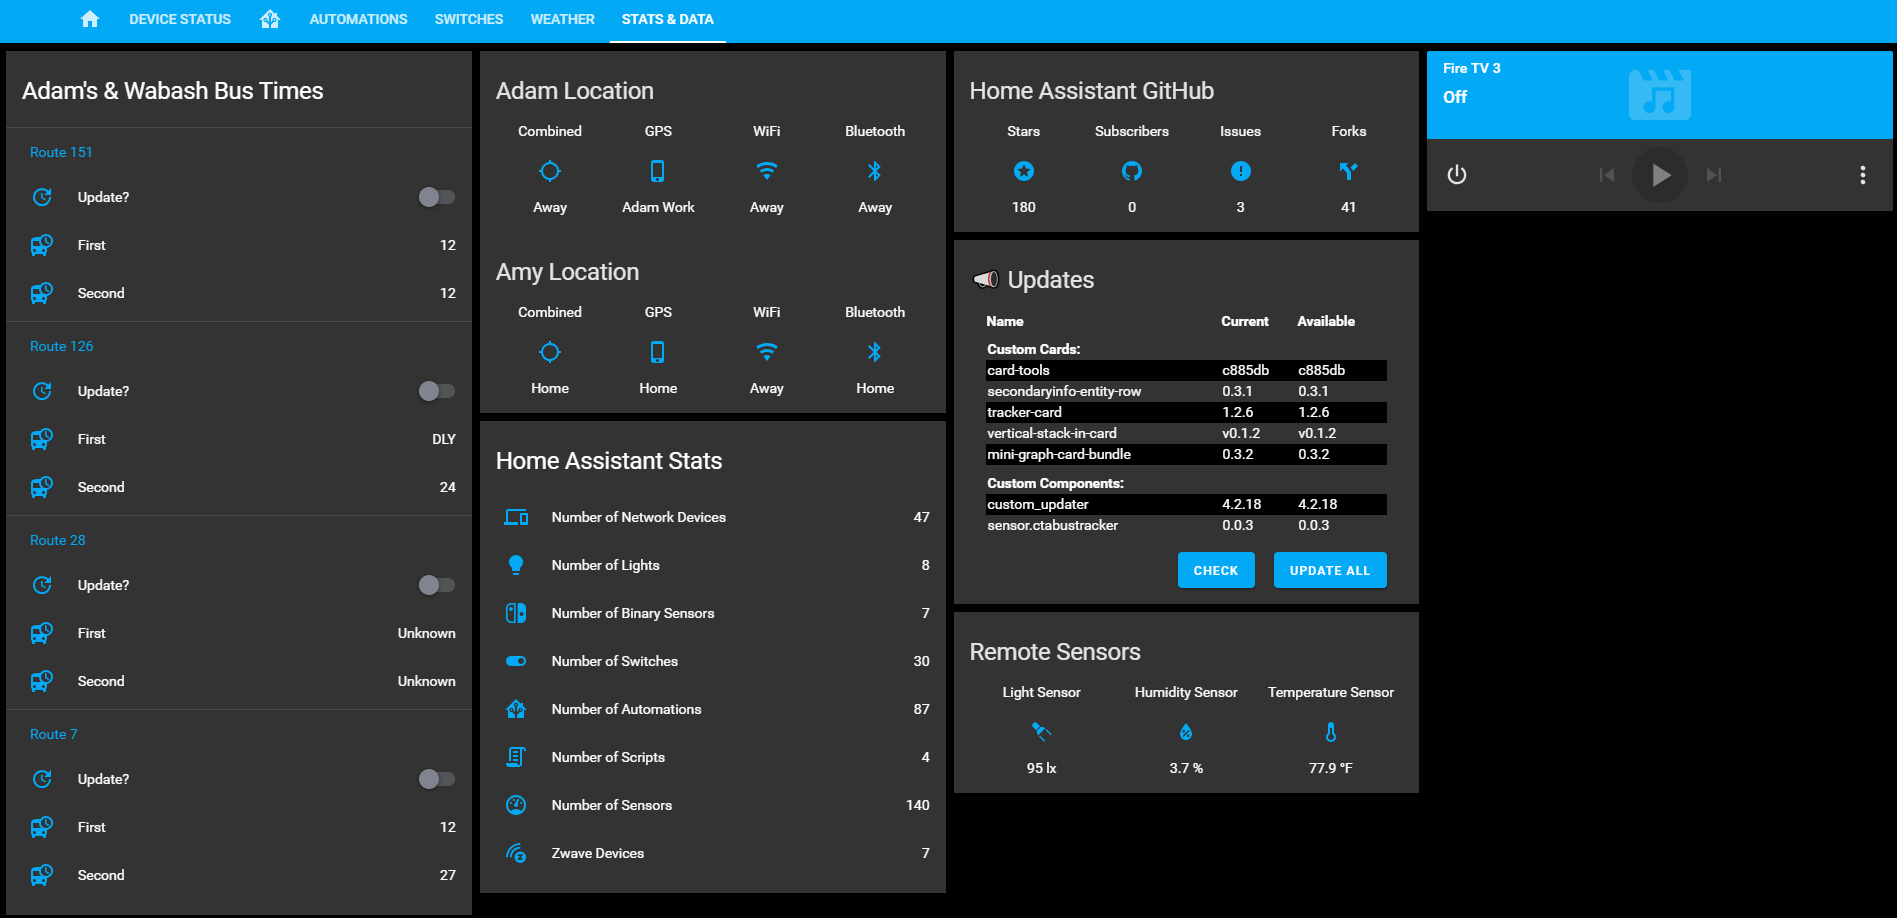 DEVICE STATUS AUTOMATIONS SWITCHES WEATHER STATS & DATA
Adam's & Wabash Bus Times
Route 151
Update?
First 12
Second 12
Route 126
Update?
First DLY
Second 24
Route 28
Update?
First Unknown
Second Unknown
Route 7
Update?
First 12
Second 27
Adam Location
Combined GPS WiFi Bluetooth
Away Adam Work Away Away
Amy Location
Combined GPS WiFi Bluetooth
Home Home Away Home
Home Assistant Stats
Number of Network Devices 47
Number of Lights 8
Number of Binary Sensors 7
Number of Switches 30
Number of Automations 87
Number of Scripts 4
Number of Sensors 140
Zwave Devices 7
Home Assistant GitHub
Stars Subscribers Issues Forks
180 0 3 41
Updates
Name Current Available
Custom Cards:
card-tools c885db c885db
secondaryinfo-entity-row 0.3.1 0.3.1
tracker-card 1.2.6 1.2.6
vertical-stack-in-card v0.1.2 v0.1.2
mini-graph-card-bundle 0.3.2 0.3.2
Custom Components:
custom_updater 4.2.18 4.2.18
sensor.ctabustracker 0.0.3 0.0.3
CHECK UPDATE ALL
Remote Sensors
Light Sensor Humidity Sensor Temperature Sensor
95 lx 3.7 % 77.9 °F
Fire TV 3
Off